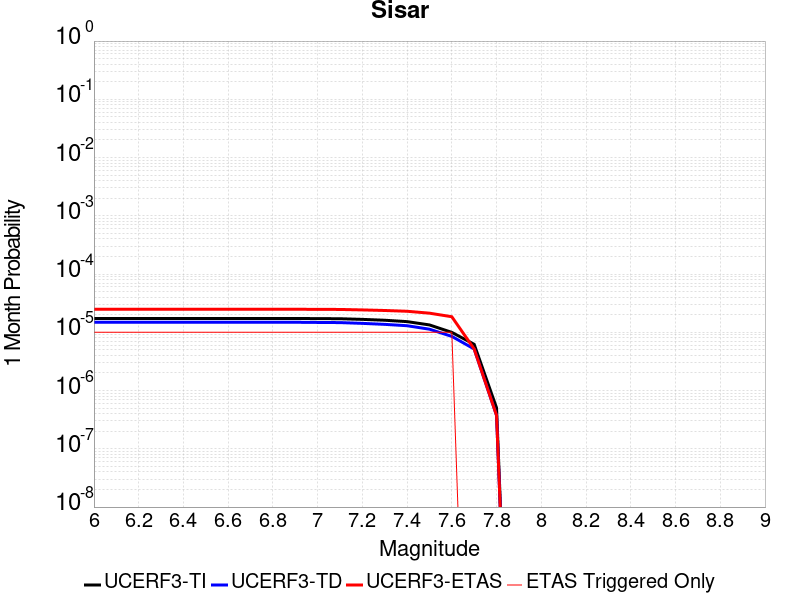 Sisar
10^0
10^-1
10^-2
10^-3
10^-4
10^-5
10^-6
10^-7
10^-8
1 Month Probability
6 6.2 6.4 6.6 6.8 7 7.2 7.4 7.6 7.8 8 8.2 8.4 8.6 8.8 9
Magnitude
UCERF3-TI UCERF3-TD UCERF3-ETAS ETAS Triggered Only